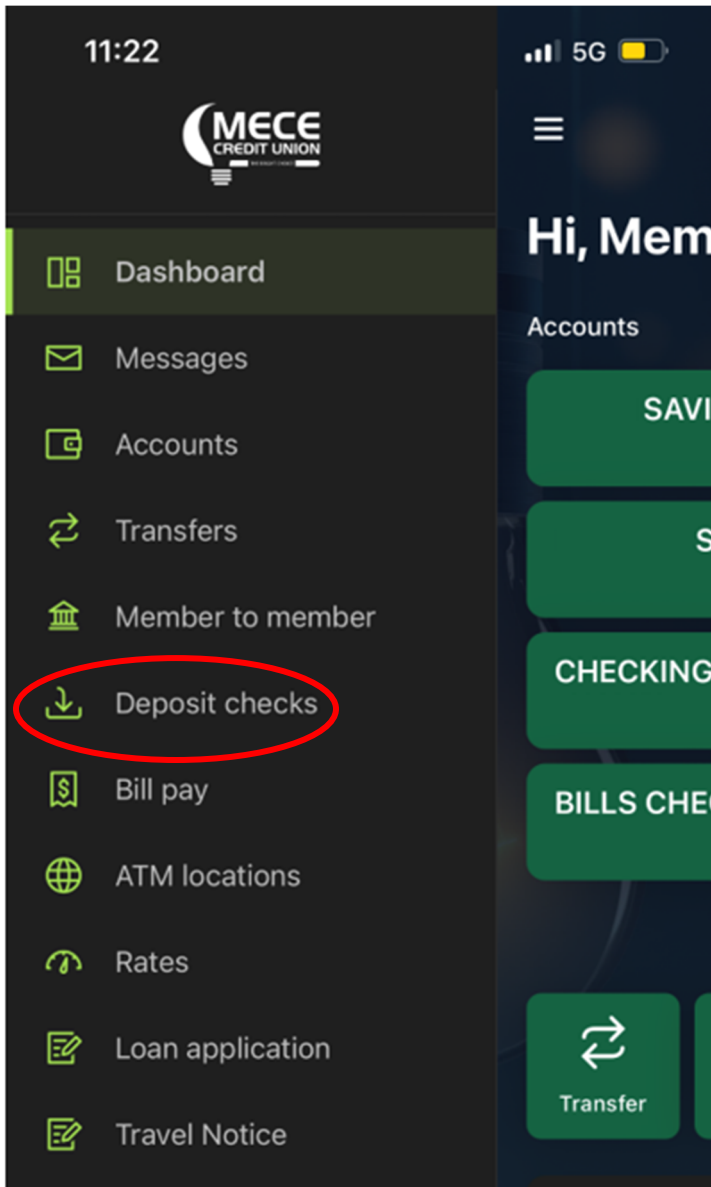 11:22
5G
MECE
CREDIT UNION
Dashboard
Messages
Accounts
Transfers
Member to member
Deposit checks
Bill pay
ATM locations
Rates
Loan application
Travel Notice
Hi, Mem
Accounts
SAVI
S
CHECKING
BILLS CHE
Transfer